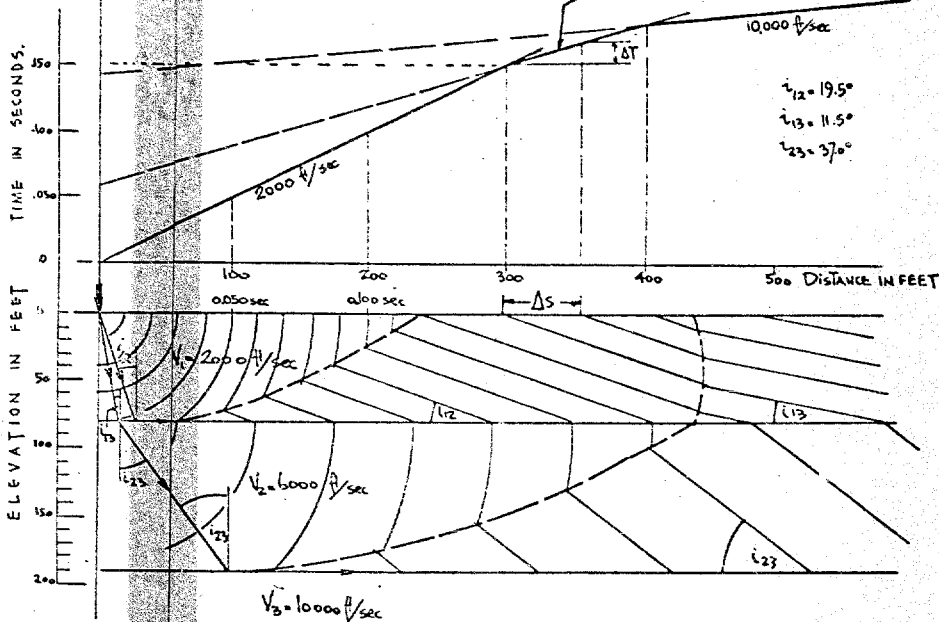 10,000 ft/sec
ΔT
.150
.100
.050
0
TIME IN SECONDS.
2000 ft/sec
i12 = 19.5°
i13 = 11.5°
i23 = 37.0°
100
200
300
400
500 DISTANCE IN FEET
0.050 sec
0.100 sec
ΔS
ELEVATION IN FEET
50
100
150
200
i12
V1 = 2000 ft/sec
i12
i13
i13
i23
V2 = 6000 ft/sec
i23
i23
V3 = 10000 ft/sec